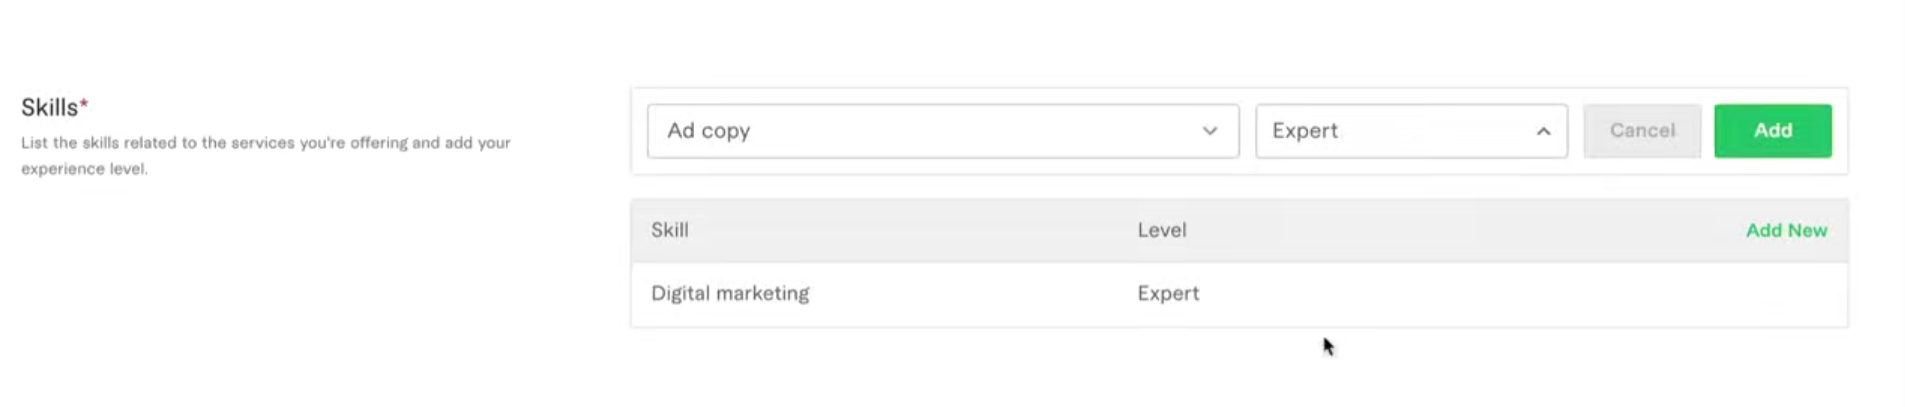 Skills*
List the skills related to the services you're offering and add your
experience level.
Ad copy
Expert
Cancel
Add
Skill
Level
Add New
Digital marketing
Expert